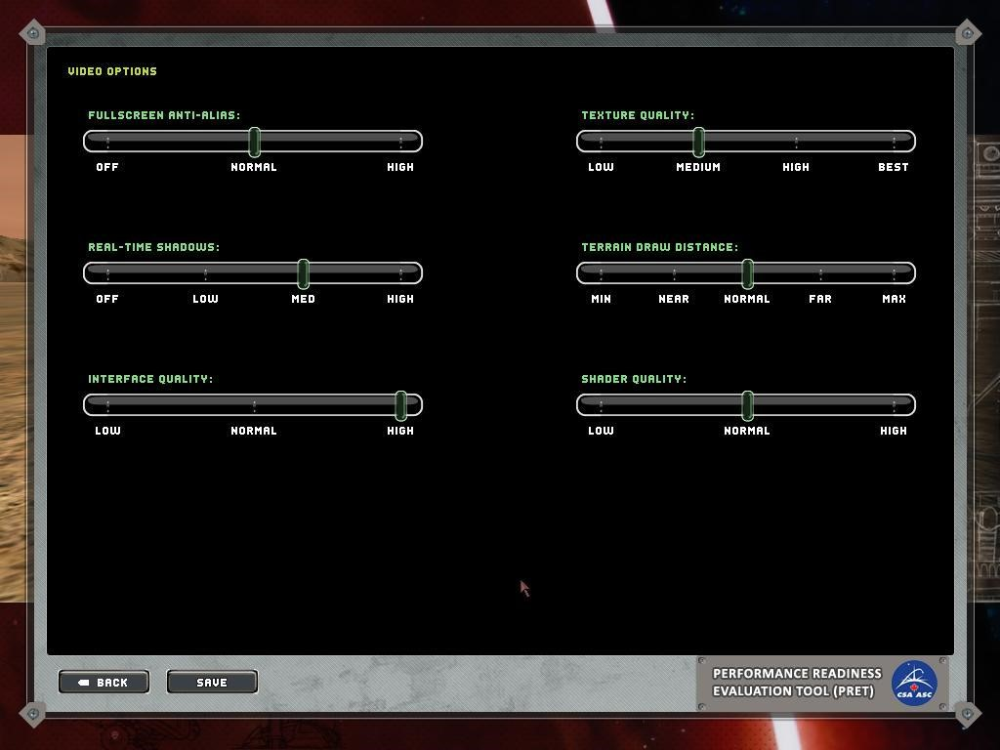 VIDEO OPTIONS
FULLSCREEN ANTI-ALIAS:
OFF NORMAL HIGH
TEXTURE QUALITY:
LOW MEDIUM HIGH BEST
REAL-TIME SHADOWS:
OFF LOW MED HIGH
TERRAIN DRAW DISTANCE:
MIN NEAR NORMAL FAR MAX
INTERFACE QUALITY:
LOW NORMAL HIGH
SHADER QUALITY:
LOW NORMAL HIGH
BACK SAVE
PERFORMANCE READINESS
EVALUATION TOOL (PRET)
CSA ASC